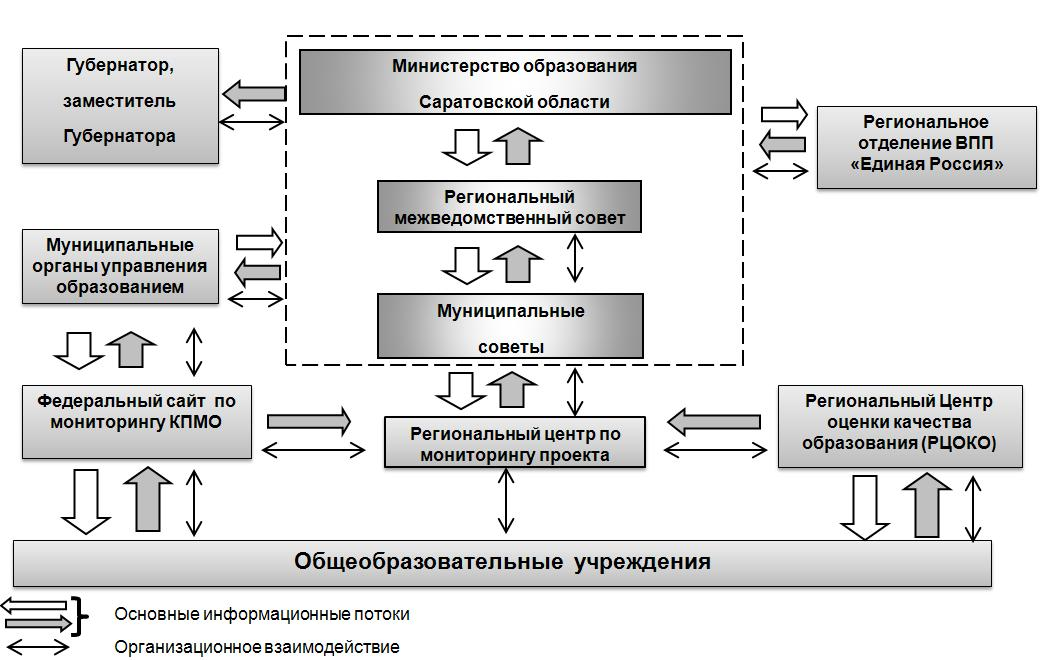 Губернатор,
заместитель
Губернатора
Министерство образования
Саратовской области
Региональное
отделение ВПП
«Единая Россия»
Региональный
межведомственный совет
Муниципальные
органы управления
образованием
Муниципальные
советы
Федеральный сайт по
мониторингу КПМО
Региональный центр по
мониторингу проекта
Региональный Центр
оценки качества
образования (РЦОКО)
Общеобразовательные учреждения
Основные информационные потоки
Организационное взаимодействие